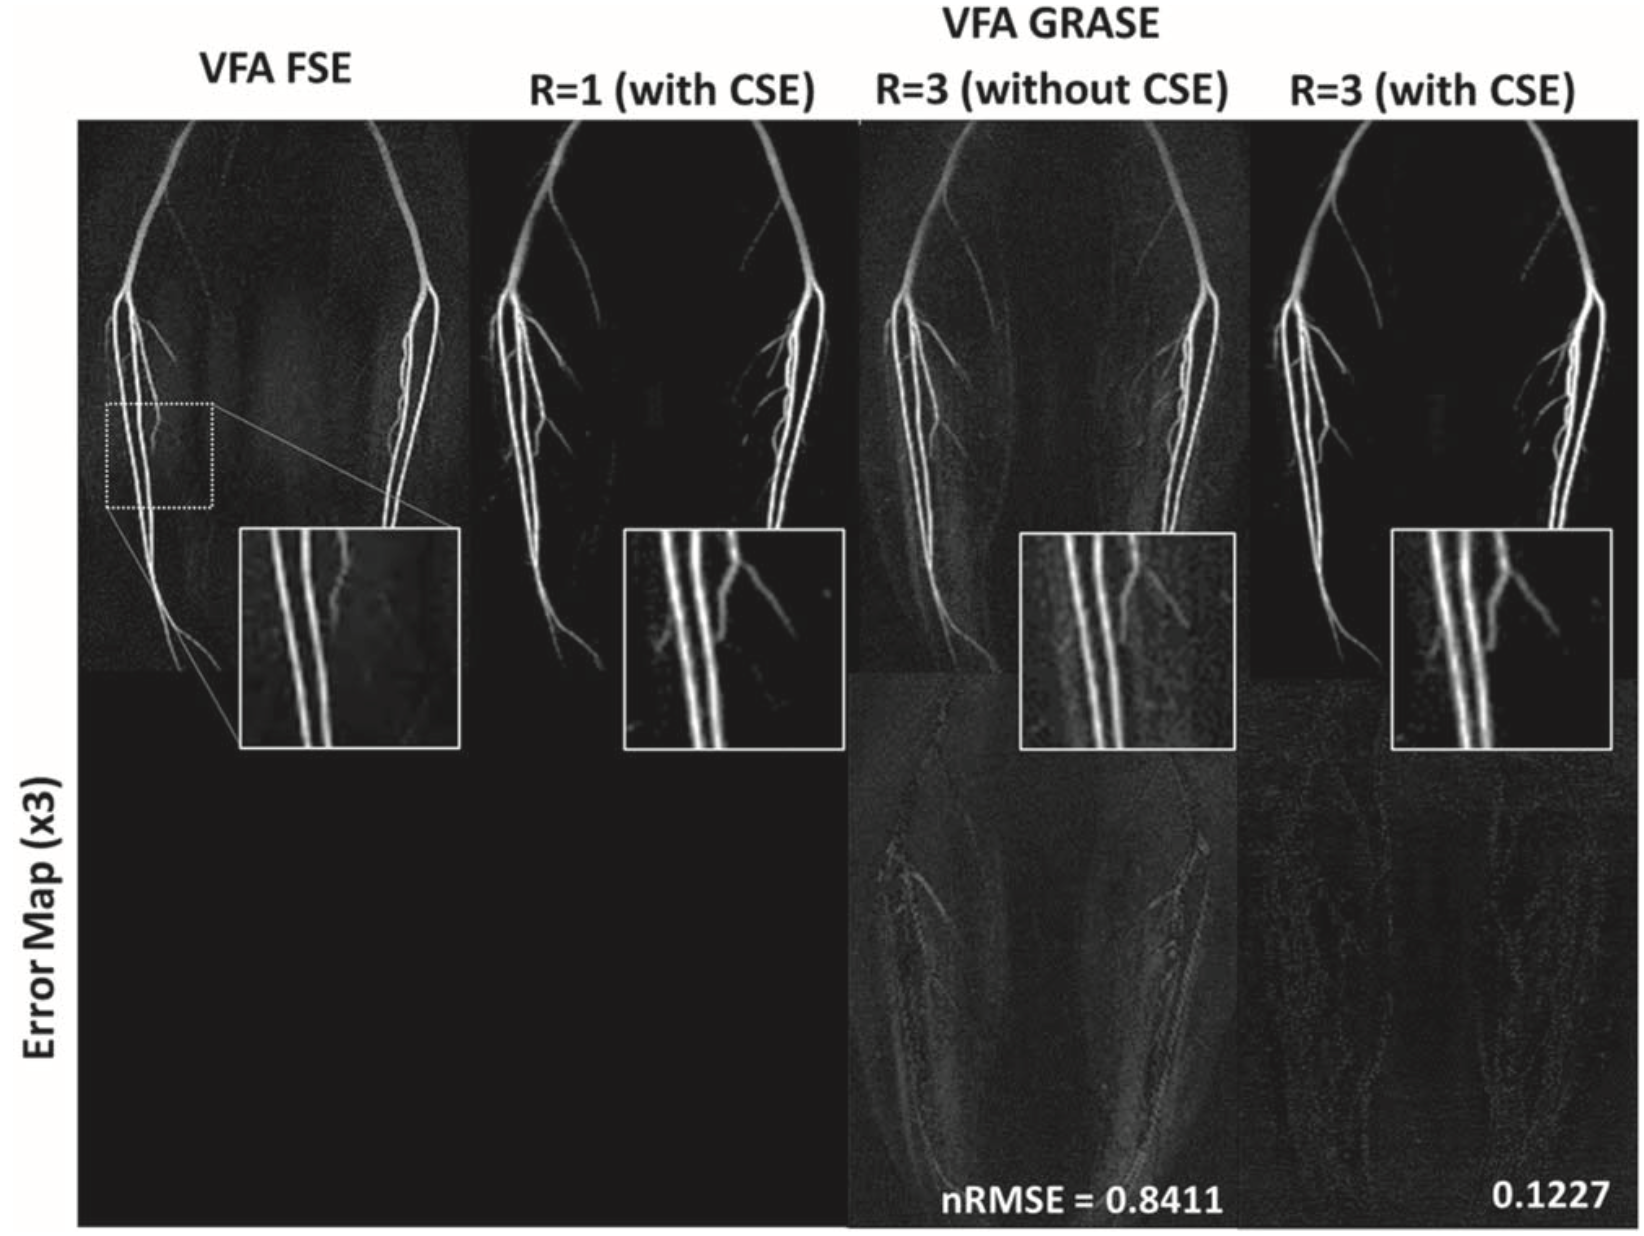 VFA GRASE
VFA FSE
R=1 (with CSE)
R=3 (without CSE)
R=3 (with CSE)
Error Map (x3)
nRMSE = 0.8411
0.1227